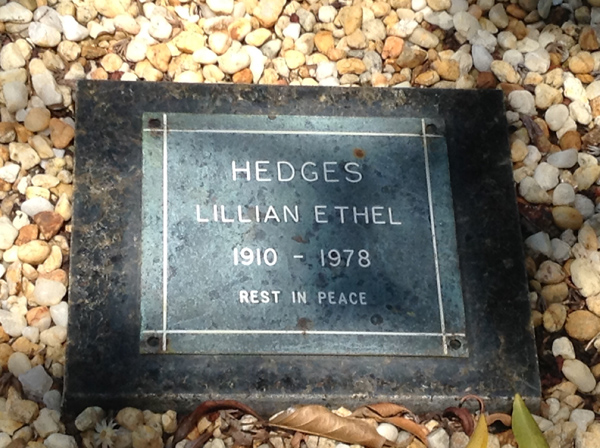 HEDGES
LILLIAN ETHEL
1910 - 1978
REST IN PEACE